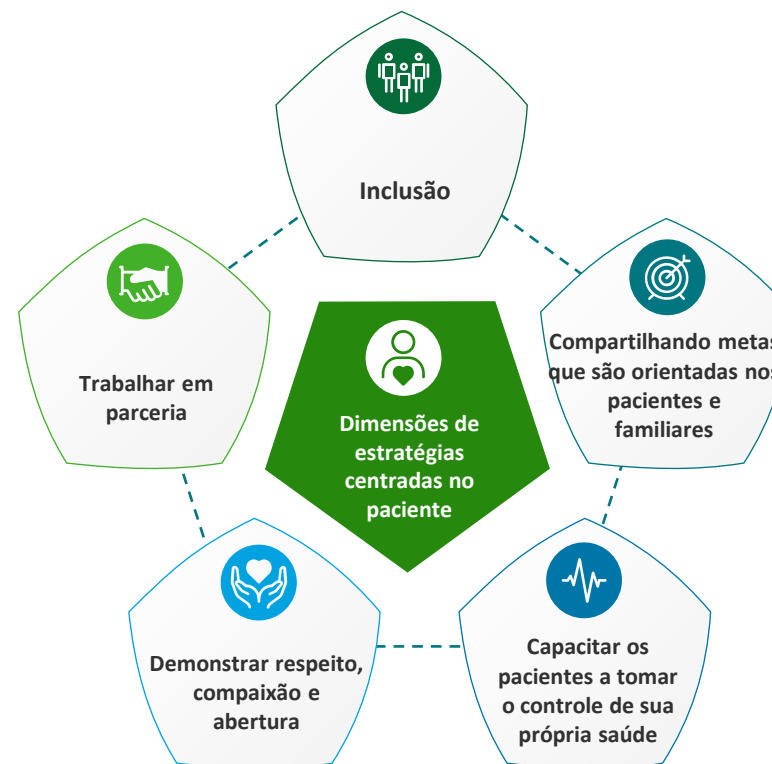 Inclusão
Trabalhar em
parceria
Compartilhando metas
que são orientadas nos
pacientes e
familiares
Dimensões de
estratégias
centradas no
paciente
Demonstrar respeito,
compaixão e
abertura
Capacitar os
pacientes a tomar
o controle de sua
própria saúde